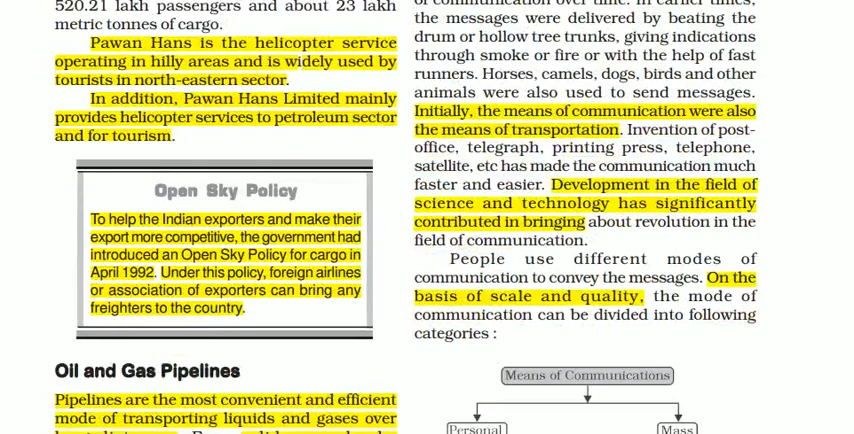 520.21 lakh passengers and about 23 lakh
metric tonnes of cargo.
Pawan Hans is the helicopter service
operating in hilly areas and is widely used by
tourists in north-eastern sector.
In addition, Pawan Hans Limited mainly
provides helicopter services to petroleum sector
and for tourism.
Open Sky Policy
To help the Indian exporters and make their
export more competitive, the government had
introduced an Open Sky Policy for cargo in
April 1992. Under this policy, foreign airlines
or association of exporters can bring any
freighters to the country.
Oil and Gas Pipelines
Pipelines are the most convenient and efficient
mode of transporting liquids and gases over
of communication over time. In earlier times,
the messages were delivered by beating the
drum or hollow tree trunks, giving indications
through smoke or fire or with the help of fast
runners. Horses, camels, dogs, birds and other
animals were also used to send messages.
Initially, the means of communication were also
the means of transportation. Invention of post-
office, telegraph, printing press, telephone,
satellite, etc has made the communication much
faster and easier. Development in the field of
science and technology has significantly
contributed in bringing about revolution in the
field of communication.
People use different modes of
communication to convey the messages. On the
basis of scale and quality, the mode of
communication can be divided into following
categories :
Means of Communications
Personal
Mass